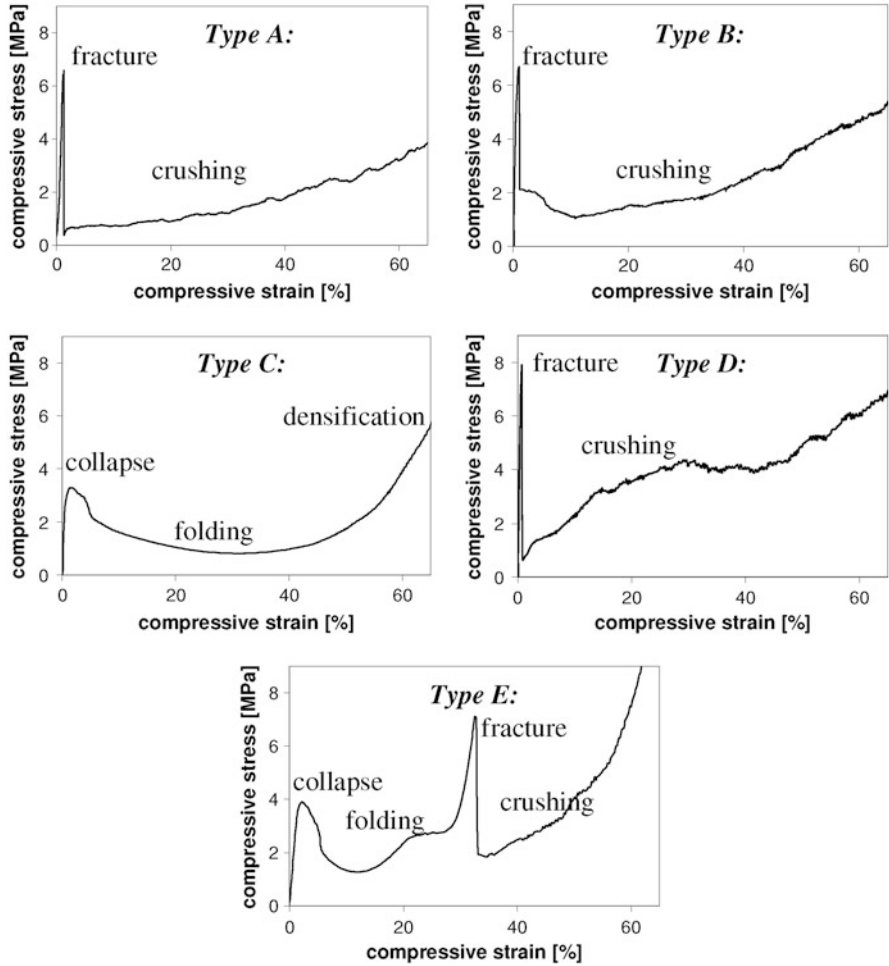 Type A:
fracture
crushing
compressive stress [MPa]
8
6
4
2
0
0 20 40 60
compressive strain [%]
Type B:
fracture
crushing
compressive stress [MPa]
8
6
4
2
0
0 20 40 60
compressive strain [%]
Type C:
densification
collapse
folding
compressive stress [MPa]
8
6
4
2
0
0 20 40 60
compressive strain [%]
Type D:
fracture
crushing
compressive stress [MPa]
8
6
4
2
0
0 20 40 60
compressive strain [%]
Type E:
fracture
collapse
folding
crushing
compressive stress [MPa]
8
6
4
2
0
0 20 40 60
compressive strain [%]